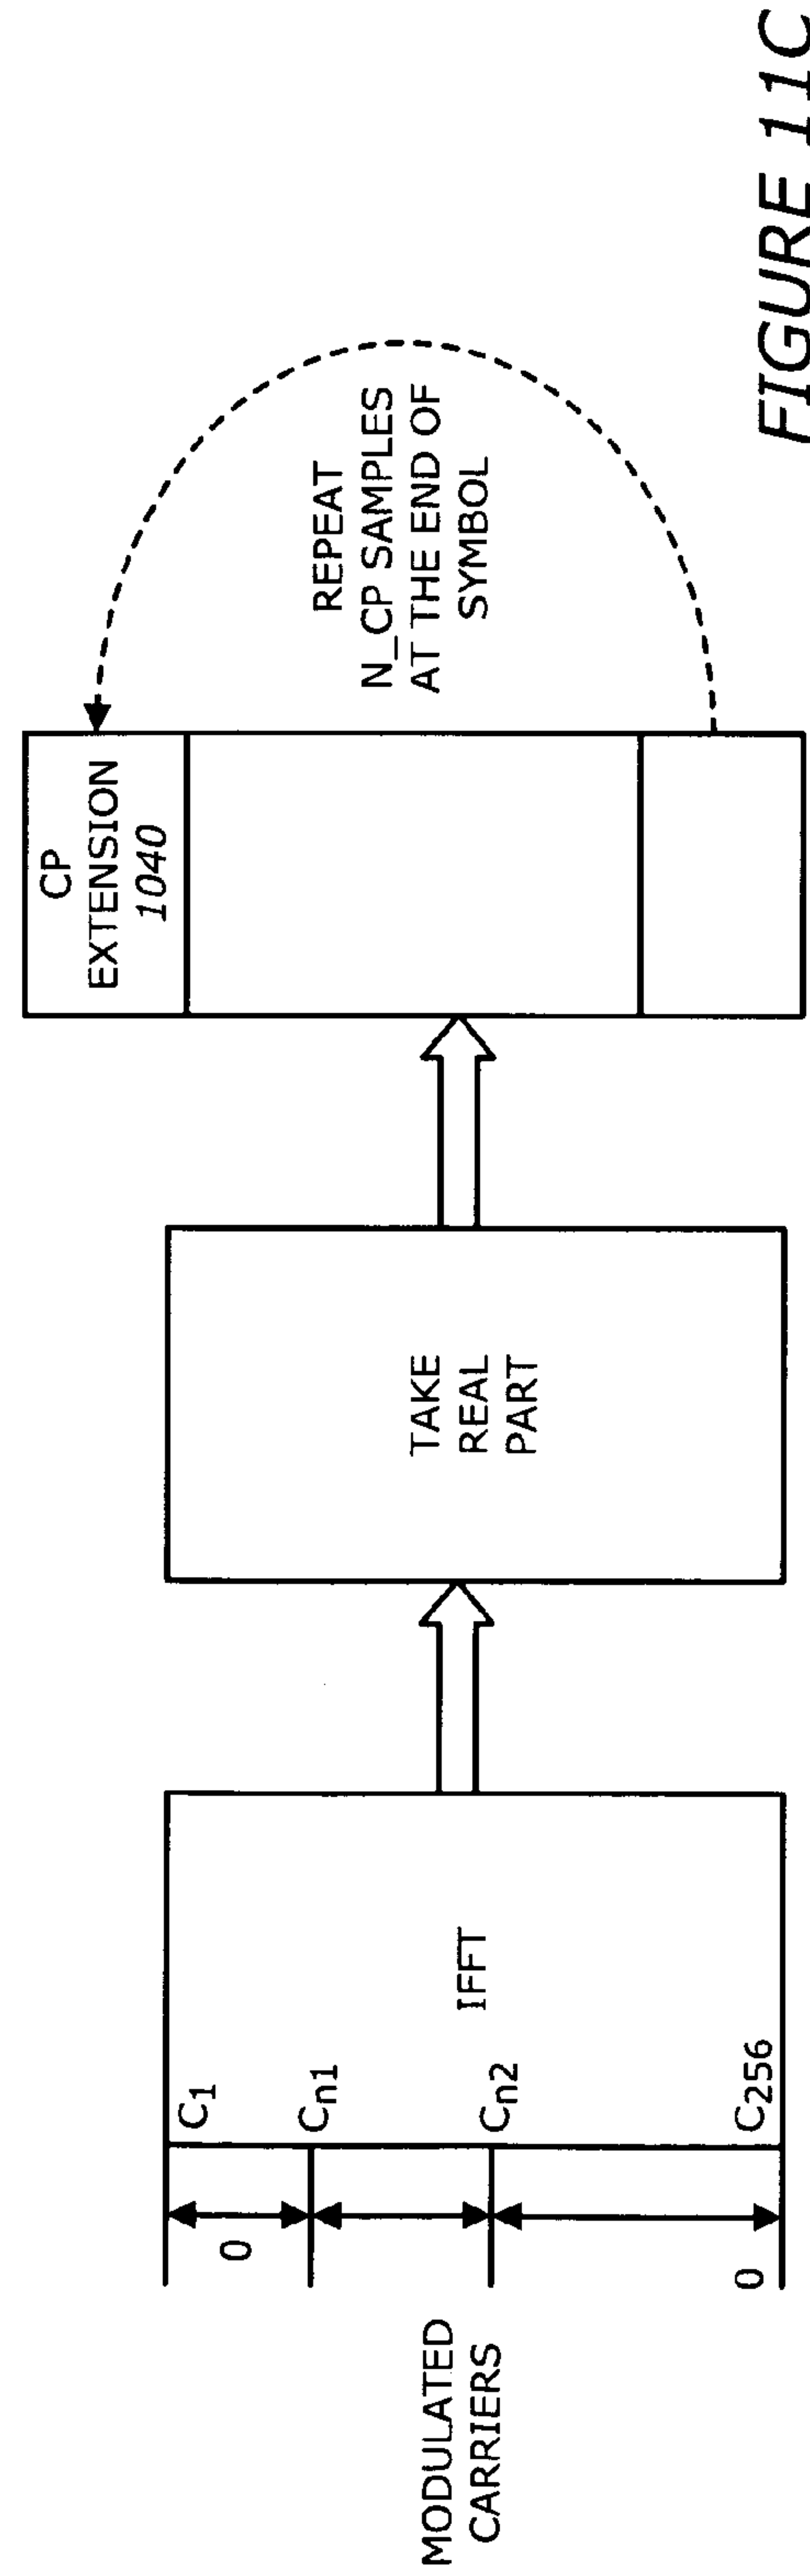 MODULATED
CARRIERS
0
0
C1
Cn1
Cn2
C256
IFFT
TAKE
REAL
PART
CP
EXTENSION
1040
REPEAT
N_CP SAMPLES
AT THE END OF
SYMBOL
FIGURE 11C